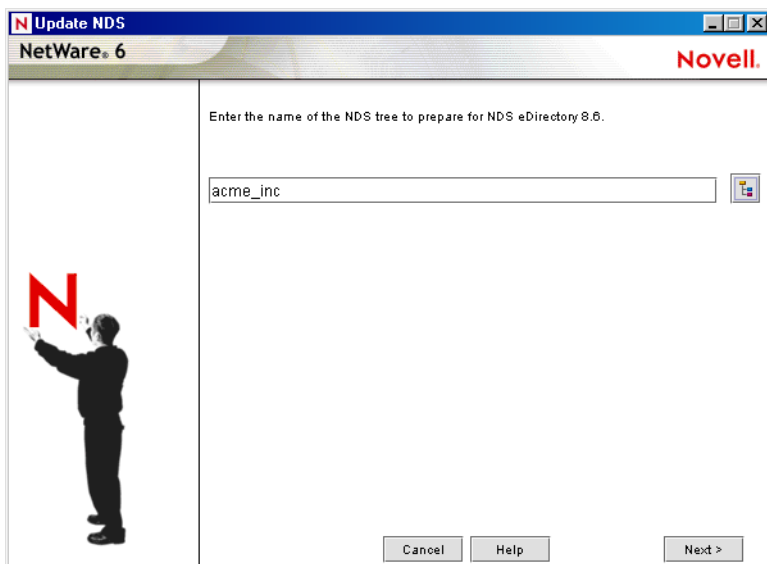 N Update NDS
NetWare® 6
Novell.
Enter the name of the NDS tree to prepare for NDS eDirectory 8.6.
acme_inc
N
Cancel Help Next >